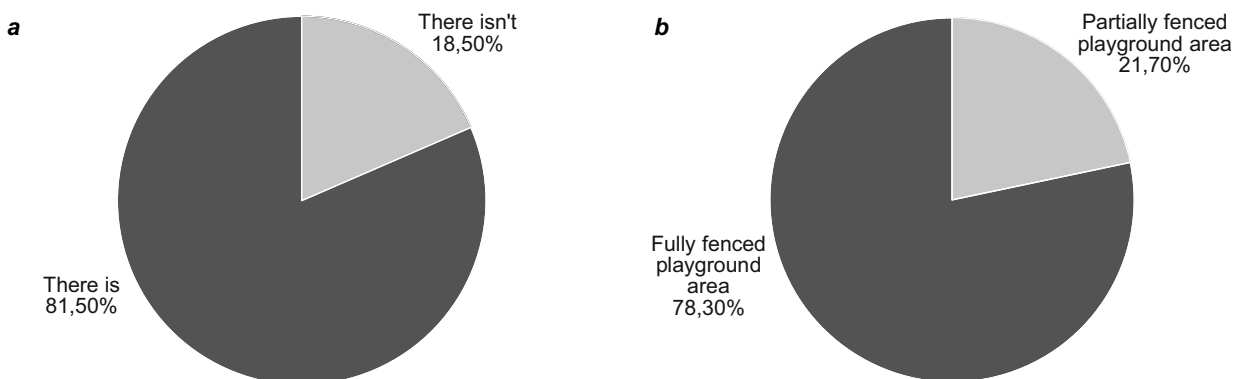 a
There isn't
18,50%
There is
81,50%
b
Partially fenced
playground area
21,70%
Fully fenced
playground
area
78,30%